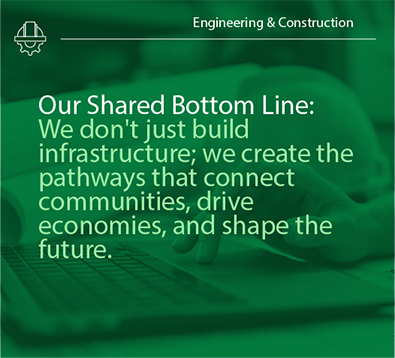 Engineering & Construction
Our Shared Bottom Line:
We don't just build
infrastructure; we create the
pathways that connect
communities, drive
economies, and shape the
future.